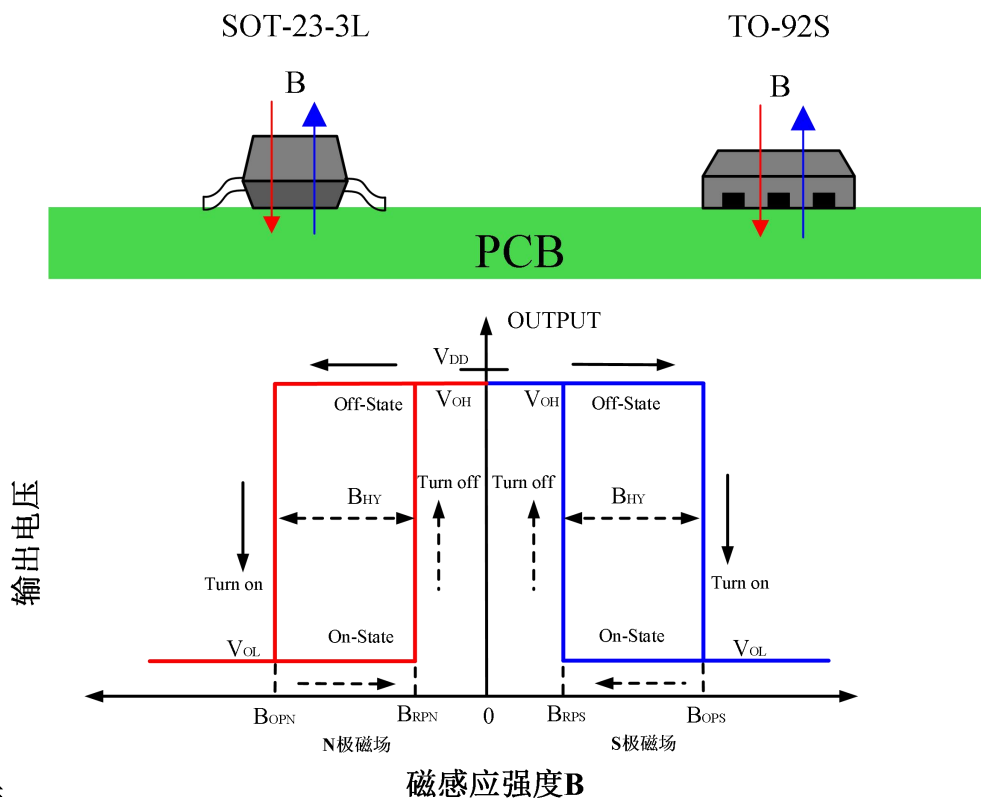 SOT-23-3L
TO-92S
B
B
PCB
OUTPUT
VDD
Off-State
VOH
VOH
Off-State
Turn off
Turn off
BHY
BHY
输出电压
Turn on
Turn on
On-State
On-State
VOL
VOL
BOPN
BRPN
0
BRPS
BOPS
N极磁场
S极磁场
磁感应强度B